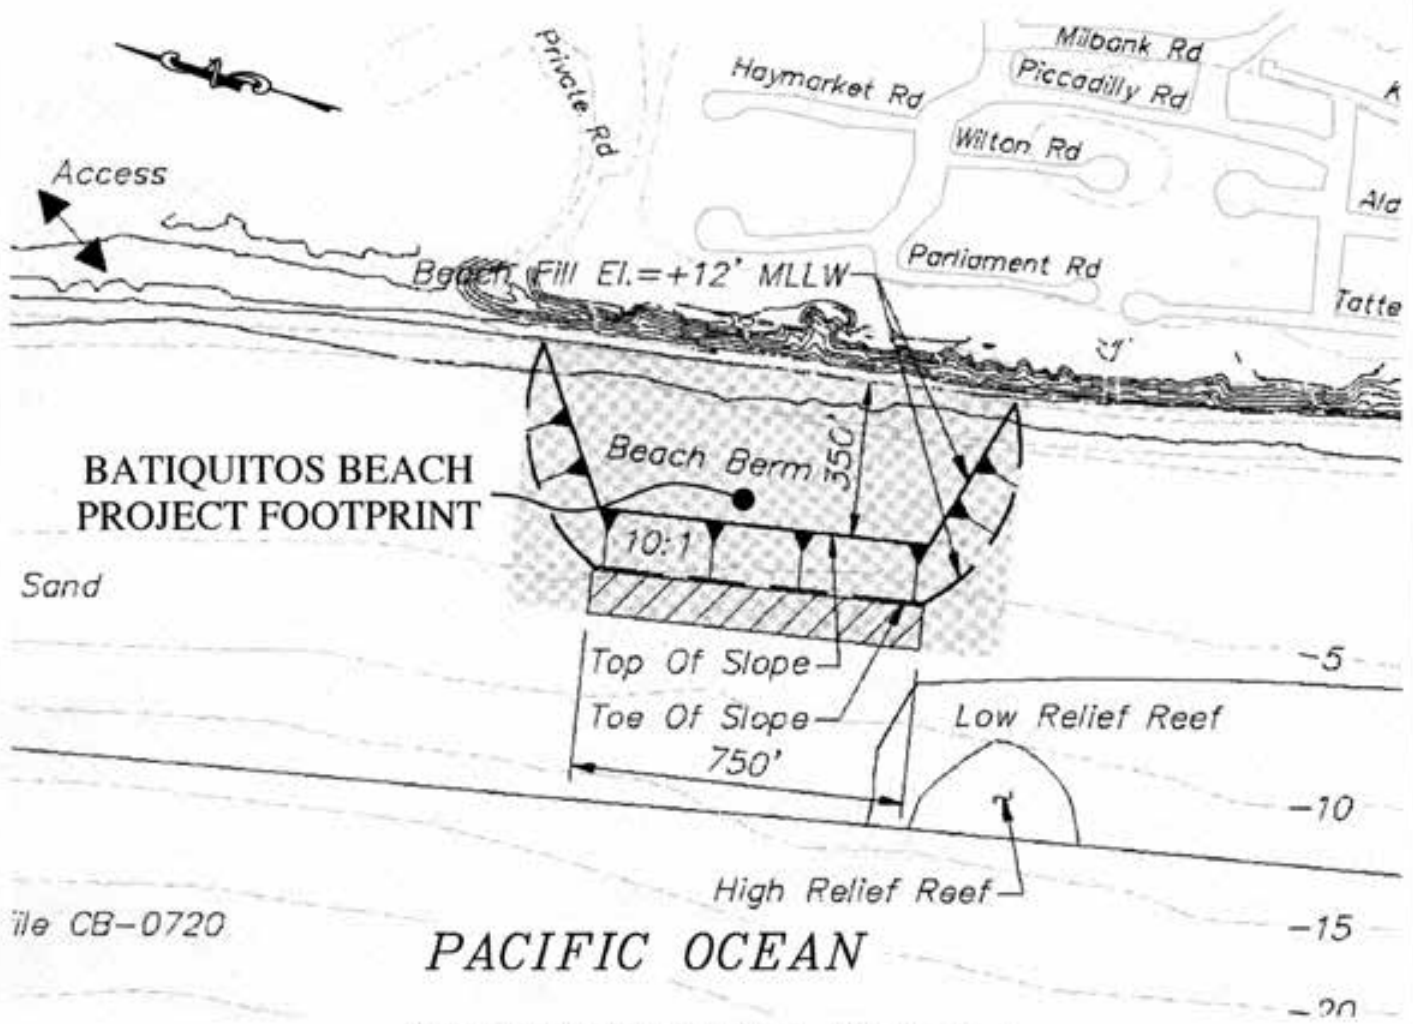 Milbank Rd
Piccadilly Rd
Haymarket Rd
Private Rd
Wilton Rd
K
Access
Ald
Parliament Rd
Beach Fill El.=+12' MLLW
Tatte
Beach Berm
350'
BATIQUITOS BEACH
PROJECT FOOTPRINT
10:1
Sand
Top Of Slope
-5
Toe Of Slope
Low Relief Reef
750'
-10
High Relief Reef
ile CB-0720
-15
PACIFIC OCEAN
-20